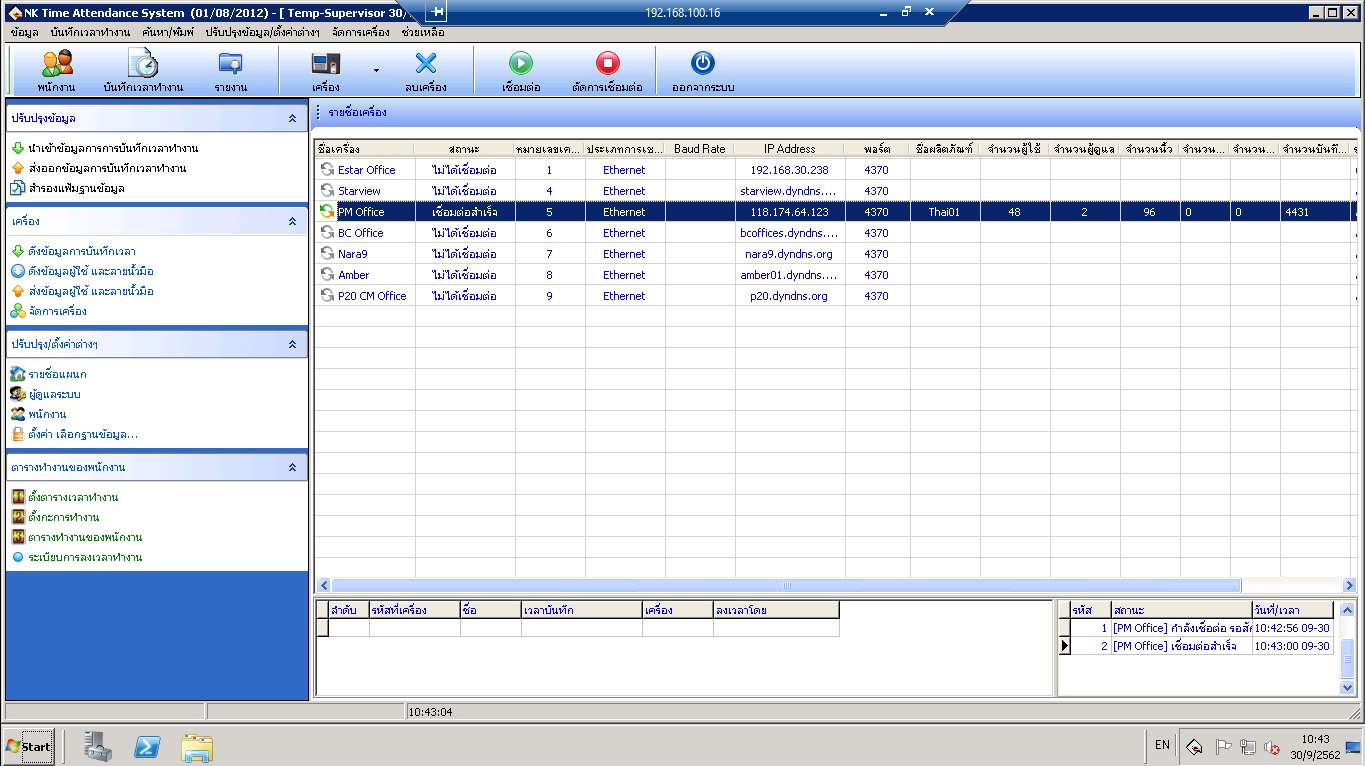 NK Time Attendance System (01/08/2012) - [ Temp-Supervisor 30/
192.168.100.16
ข้อมูล บันทึกเวลาทำงาน ค้นหา/พิมพ์ ปรับปรุงข้อมูล/ตั้งค่าต่างๆ จัดการเครื่อง ช่วยเหลือ
พนักงาน บันทึกเวลาทำงาน รายงาน เครื่อง ลบเครื่อง เชื่อมต่อ ตัดการเชื่อมต่อ ออกจากระบบ
ปรับปรุงข้อมูล
นำเข้าข้อมูลการการบันทึกเวลาทำงาน
ส่งออกข้อมูลการบันทึกเวลาทำงาน
สำรองแฟ้มฐานข้อมูล
เครื่อง
ดึงข้อมูลการบันทึกเวลา
ดึงข้อมูลผู้ใช้ และลายนิ้วมือ
ส่งข้อมูลผู้ใช้ และลายนิ้วมือ
จัดการเครื่อง
ปรับปรุง/ตั้งค่าต่างๆ
รายชื่อแผนก
ผู้ดูแลระบบ
พนักงาน
ตั้งค่า เลือกฐานข้อมูล...
ตารางทำงานของพนักงาน
ตั้งตารางเวลาทำงาน
ตั้งกะการทำงาน
ตารางทำงานของพนักงาน
ระเบียบการลงเวลาทำงาน
รายชื่อเครื่อง
ชื่อเครื่อง สถานะ หมายเลขเค... ประเภทการเช... Baud Rate IP Address พอร์ต ชื่อผลิตภัณฑ์ จำนวนผู้ใช้ จำนวนผู้ดูแล จำนวนนิ้ว จำนวน... จำนวน... จำนวนบันทึ...
Estar Office ไม่ได้เชื่อมต่อ 1 Ethernet 192.168.30.238 4370
Starview ไม่ได้เชื่อมต่อ 4 Ethernet starview.dyndns.... 4370
PM Office เชื่อมต่อสำเร็จ 5 Ethernet 118.174.64.123 4370 Thai01 48 2 96 0 0 4431
BC Office ไม่ได้เชื่อมต่อ 6 Ethernet bcoffices.dyndns.... 4370
Nara9 ไม่ได้เชื่อมต่อ 7 Ethernet nara9.dyndns.org 4370
Amber ไม่ได้เชื่อมต่อ 8 Ethernet amber01.dyndns.... 4370
P20 CM Office ไม่ได้เชื่อมต่อ 9 Ethernet p20.dyndns.org 4370
ลำดับ รหัสที่เครื่อง ชื่อ เวลาบันทึก เครื่อง ลงเวลาโดย
รหัส สถานะ วันที่/เวลา
1 [PM Office] กำลังเชื่อต่อ 10:42:56 09-30
2 [PM Office] เชื่อมต่อสำเร็จ 10:43:00 09-30
10:43:04
Start EN 10:43
30/9/2562